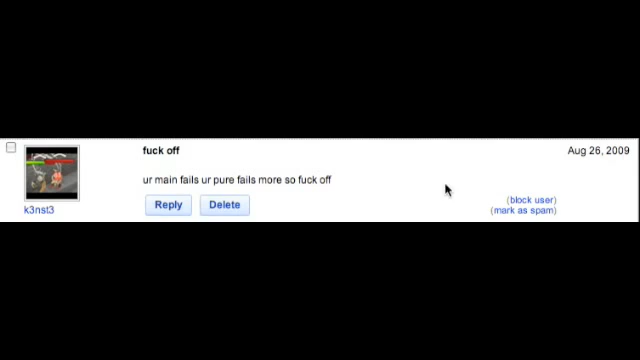 fuck off
Aug 26, 2009
ur main fails ur pure fails more so fuck off
Reply
Delete
(block user)
(mark as spam)
k3nst3